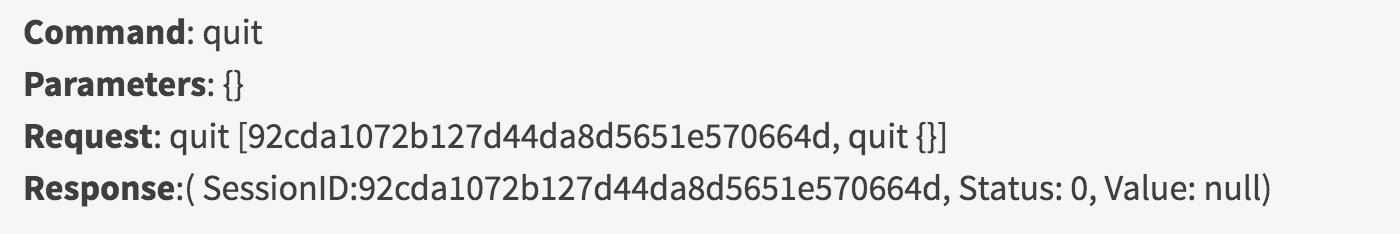 Command: quit
Parameters: {}
Request: quit [92cda1072b127d44da8d5651e570664d, quit {}]
Response:( SessionID:92cda1072b127d44da8d5651e570664d, Status: 0, Value: null)